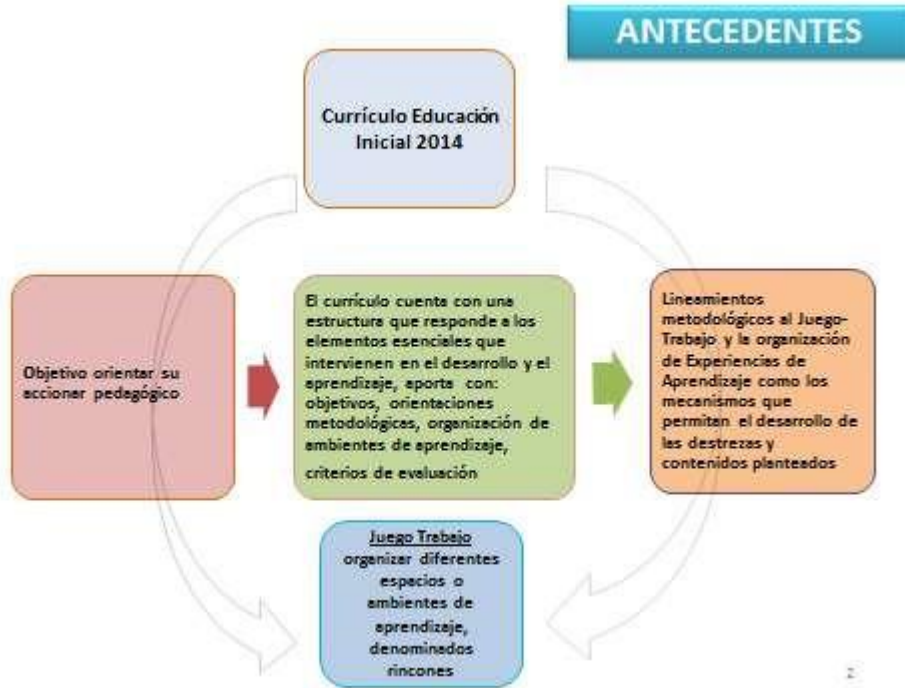 ANTECEDENTES
Currículo Educación
Inicial 2014
Objetivo orientar su
accionar pedagógico
El currículo cuenta con una
estructura que responde a los
elementos esenciales que
intervienen en el desarrollo y el
aprendizaje, aporta con:
objetivos, orientaciones
metodológicas, organización de
ambientes de aprendizaje,
criterios de evaluación
Lineamientos
metodológicos al Juego-
Trabajo y la organización
de Experiencias de
Aprendizaje como los
mecanismos que
permitan el desarrollo de
las destrezas y
contenidos planteados
Juego Trabajo
organizar diferentes
espacios o
ambientes de
aprendizaje,
denominados
rincones
2